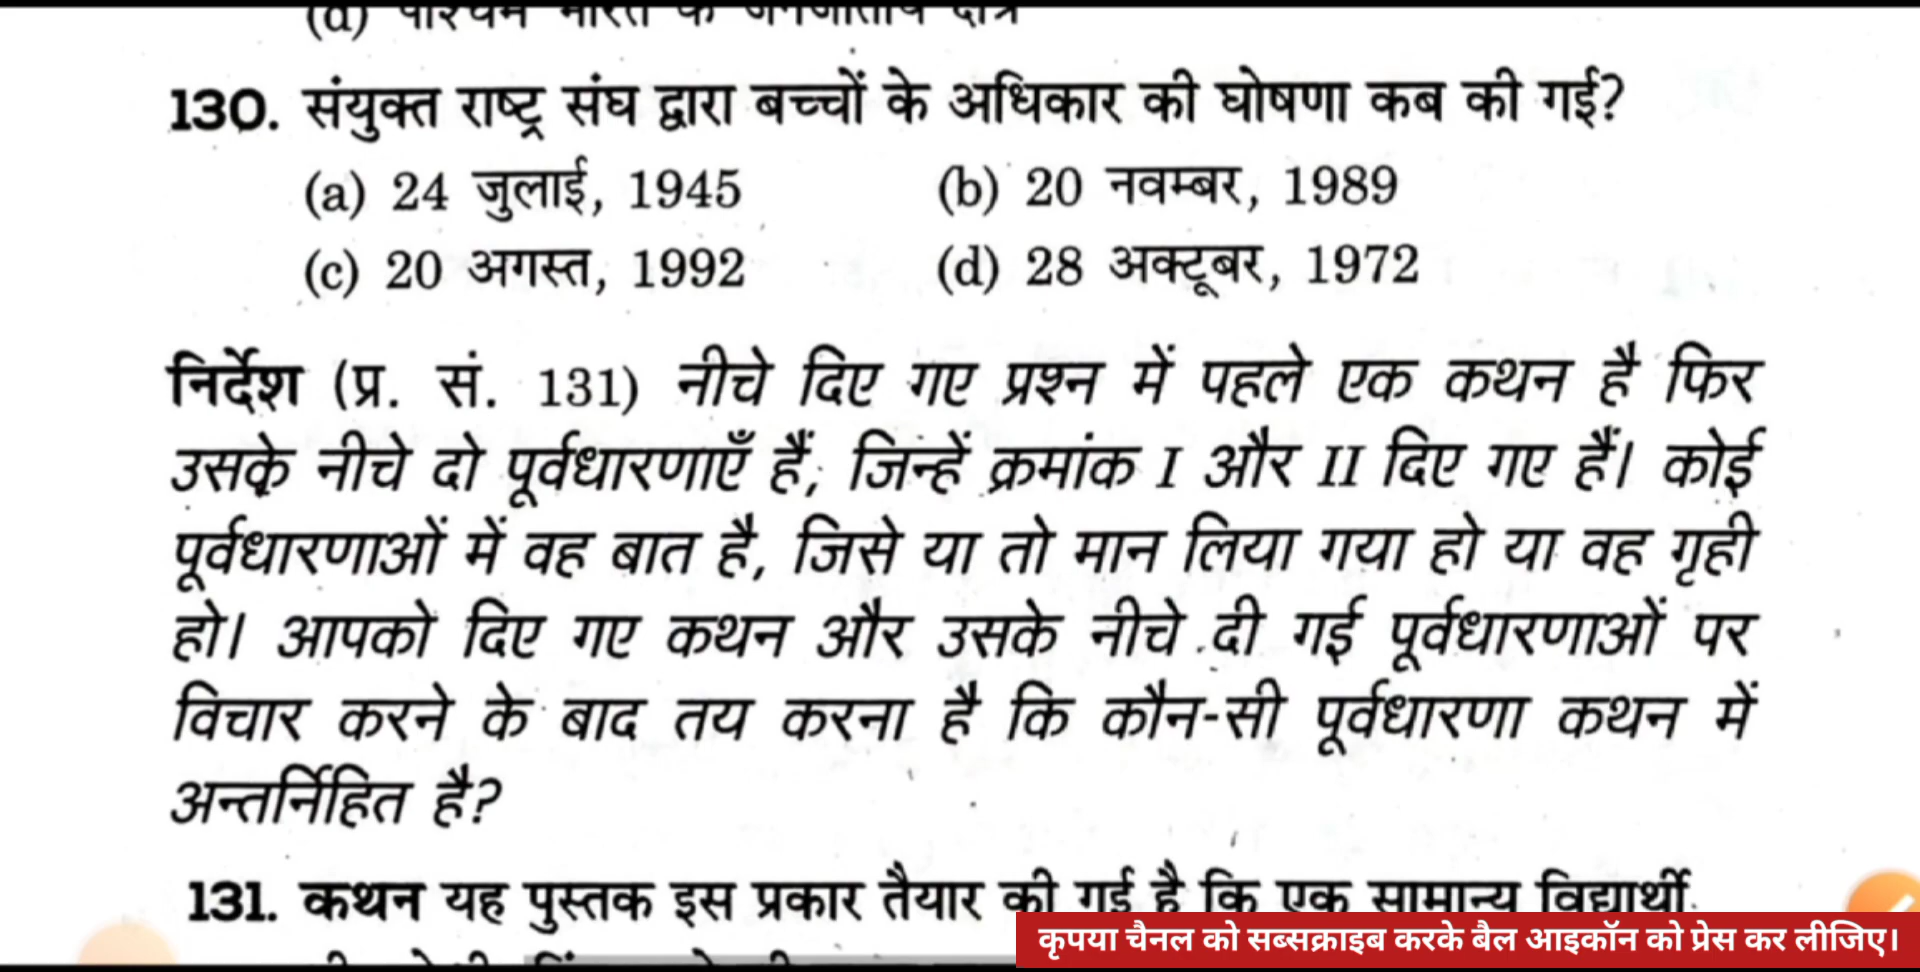 (d) पश्चिम भारत के जनजातीय क्षेत्र
130. संयुक्त राष्ट्र संघ द्वारा बच्चों के अधिकार की घोषणा कब की गई?
(a) 24 जुलाई, 1945 (b) 20 नवम्बर, 1989
(c) 20 अगस्त, 1992 (d) 28 अक्टूबर, 1972
निर्देश (प्र. सं. 131) नीचे दिए गए प्रश्न में पहले एक कथन है फिर
उसके नीचे दो पूर्वधारणाएँ हैं, जिन्हें क्रमांक I और II दिए गए हैं। कोई
पूर्वधारणाओं में वह बात है, जिसे या तो मान लिया गया हो या वह गृही
हो। आपको दिए गए कथन और उसके नीचे दी गई पूर्वधारणाओं पर
विचार करने के बाद तय करना है कि कौन-सी पूर्वधारणा कथन में
अन्तर्निहित है?
131. कथन यह पुस्तक इस प्रकार तैयार की गई है कि एक सामान्य विद्यार्थी
कृपया चैनल को सब्सक्राइब करके बैल आइकॉन को प्रेस कर लीजिए।